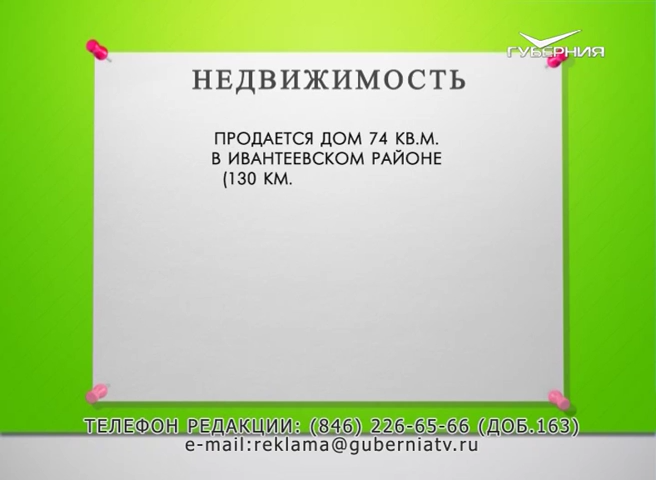 ГУБЕРНИЯ
НЕДВИЖИМОСТЬ
ПРОДАЕТСЯ ДОМ 74 КВ.М.
В ИВАНТЕЕВСКОМ РАЙОНЕ
(130 КМ.
ТЕЛЕФОН РЕДАКЦИИ: (846) 226-65-66 (ДОБ.163)
e-mail:reklama@guberniatv.ru